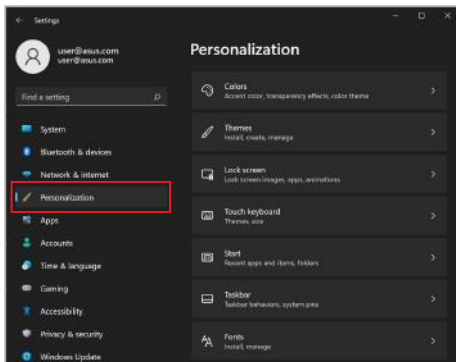 Settings
user@asus.com
user@asus.com
Find a setting
System
Bluetooth & devices
Network & internet
Personalization
Apps
Accounts
Time & language
Gaming
Accessibility
Privacy & security
Windows Update
Personalization
Colors
Accent color, transparency effects, color theme
Themes
Install, create, manage
Lock screen
Lock screen images, apps, animations
Touch keyboard
Themes, size
Start
Recent apps and items, folders
Taskbar
Taskbar behaviors, system pins
Fonts
Install, manage